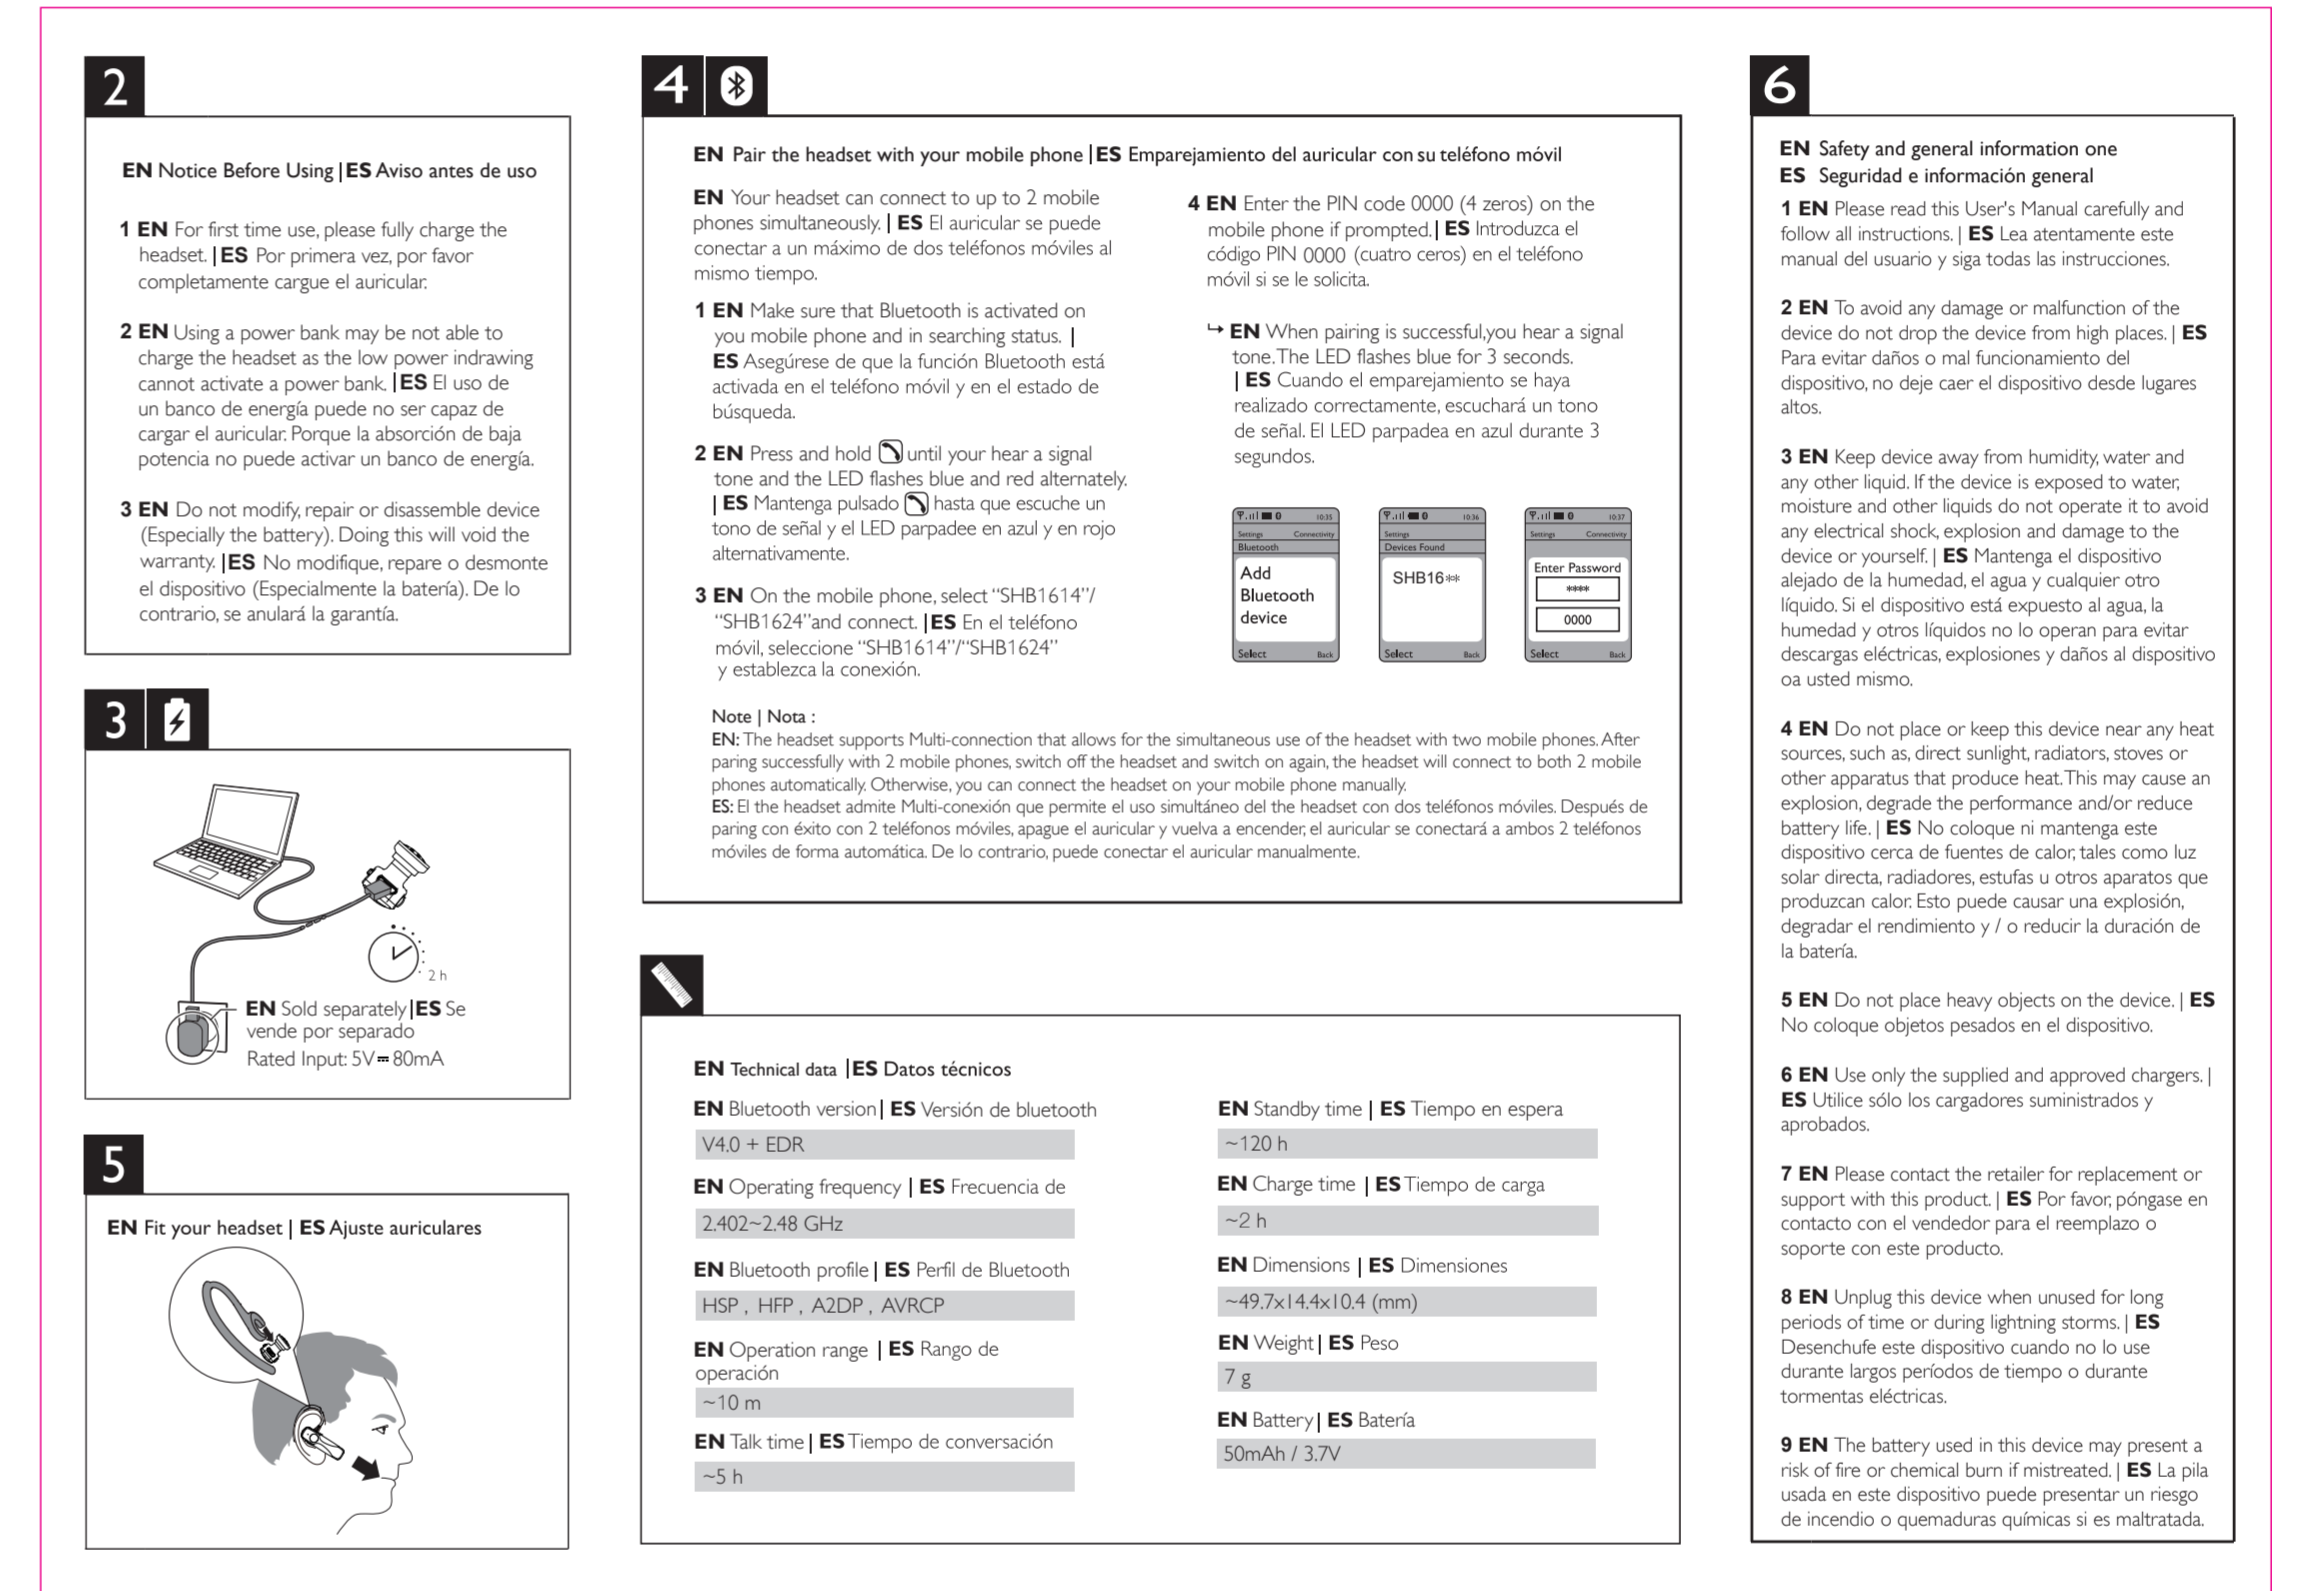 2
EN Notice Before Using | ES Aviso antes de uso
1 EN For first time use, please fully charge the
headset. | ES Por primera vez, por favor
completamente cargue el auricular.
2 EN Using a power bank may be not able to
charge the headset as the low power indrawing
cannot activate a power bank. | ES El uso de
un banco de energía puede no ser capaz de
cargar el auricular. Porque la absorción de baja
potencia no puede activar un banco de energía.
3 EN Do not modify, repair or disassemble device
(Especially the battery). Doing this will void the
warranty. | ES No modifique, repare o desmonte
el dispositivo (Especialmente la batería). De lo
contrario, se anulará la garantía.
3
2 h
EN Sold separately | ES Se
vende por separado
Rated Input: 5V⎓80mA
5
EN Fit your headset | ES Ajuste auriculares
4
EN Pair the headset with your mobile phone | ES Emparejamiento del auricular con su teléfono móvil
EN Your headset can connect to up to 2 mobile
phones simultaneously. | ES El auricular se puede
conectar a un máximo de dos teléfonos móviles al
mismo tiempo.
1 EN Make sure that Bluetooth is activated on
you mobile phone and in searching status. |
ES Asegúrese de que la función Bluetooth está
activada en el teléfono móvil y en el estado de
búsqueda.
2 EN Press and hold until your hear a signal
tone and the LED flashes blue and red alternately.
| ES Mantenga pulsado hasta que escuche un
tono de señal y el LED parpadee en azul y en rojo
alternativamente.
3 EN On the mobile phone, select “SHB1614”/
“SHB1624”and connect. | ES En el teléfono
móvil, seleccione “SHB1614”/“SHB1624”
y establezca la conexión.
4 EN Enter the PIN code 0000 (4 zeros) on the
mobile phone if prompted. | ES Introduzca el
código PIN 0000 (cuatro ceros) en el teléfono
móvil si se le solicita.
↪ EN When pairing is successful,you hear a signal
tone. The LED flashes blue for 3 seconds.
| ES Cuando el emparejamiento se haya
realizado correctamente, escuchará un tono
de señal. El LED parpadea en azul durante 3
segundos.
10:35
Settings Connectivity
Bluetooth
Add
Bluetooth
device
Select Back
10:36
Settings
Devices Found
SHB16**
Select Back
10:37
Settings Connectivity
Enter Password
****
0000
Select Back
Note | Nota :
EN: The headset supports Multi-connection that allows for the simultaneous use of the headset with two mobile phones. After
paring successfully with 2 mobile phones, switch off the headset and switch on again, the headset will connect to both 2 mobile
phones automatically. Otherwise, you can connect the headset on your mobile phone manually.
ES: El the headset admite Multi-conexión que permite el uso simultáneo del the headset con dos teléfonos móviles. Después de
paring con éxito con 2 teléfonos móviles, apague el auricular y vuelva a encender, el auricular se conectará a ambos 2 teléfonos
móviles de forma automática. De lo contrario, puede conectar el auricular manualmente.
EN Technical data | ES Datos técnicos
EN Bluetooth version | ES Versión de bluetooth
V4.0 + EDR
EN Operating frequency | ES Frecuencia de
2.402~2.48 GHz
EN Bluetooth profile | ES Perfil de Bluetooth
HSP , HFP , A2DP , AVRCP
EN Operation range | ES Rango de
operación
~10 m
EN Talk time | ES Tiempo de conversación
~5 h
EN Standby time | ES Tiempo en espera
~120 h
EN Charge time | ES Tiempo de carga
~2 h
EN Dimensions | ES Dimensiones
~49.7x14.4x10.4 (mm)
EN Weight | ES Peso
7 g
EN Battery | ES Batería
50mAh / 3.7V
6
EN Safety and general information one
ES Seguridad e información general
1 EN Please read this User's Manual carefully and
follow all instructions. | ES Lea atentamente este
manual del usuario y siga todas las instrucciones.
2 EN To avoid any damage or malfunction of the
device do not drop the device from high places. | ES
Para evitar daños o mal funcionamiento del
dispositivo, no deje caer el dispositivo desde lugares
altos.
3 EN Keep device away from humidity, water and
any other liquid. If the device is exposed to water,
moisture and other liquids do not operate it to avoid
any electrical shock, explosion and damage to the
device or yourself. | ES Mantenga el dispositivo
alejado de la humedad, el agua y cualquier otro
líquido. Si el dispositivo está expuesto al agua, la
humedad y otros líquidos no lo operan para evitar
descargas eléctricas, explosiones y daños al dispositivo
oa usted mismo.
4 EN Do not place or keep this device near any heat
sources, such as, direct sunlight, radiators, stoves or
other apparatus that produce heat. This may cause an
explosion, degrade the performance and/or reduce
battery life. | ES No coloque ni mantenga este
dispositivo cerca de fuentes de calor, tales como luz
solar directa, radiadores, estufas u otros aparatos que
produzcan calor. Esto puede causar una explosión,
degradar el rendimiento y / o reducir la duración de
la batería.
5 EN Do not place heavy objects on the device. | ES
No coloque objetos pesados en el dispositivo.
6 EN Use only the supplied and approved chargers. |
ES Utilice sólo los cargadores suministrados y
aprobados.
7 EN Please contact the retailer for replacement or
support with this product. | ES Por favor, póngase en
contacto con el vendedor para el reemplazo o
soporte con este producto.
8 EN Unplug this device when unused for long
periods of time or during lightning storms. | ES
Desenchufe este dispositivo cuando no lo use
durante largos períodos de tiempo o durante
tormentas eléctricas.
9 EN The battery used in this device may present a
risk of fire or chemical burn if mistreated. | ES La pila
usada en este dispositivo puede presentar un riesgo
de incendio o quemaduras químicas si es maltratada.